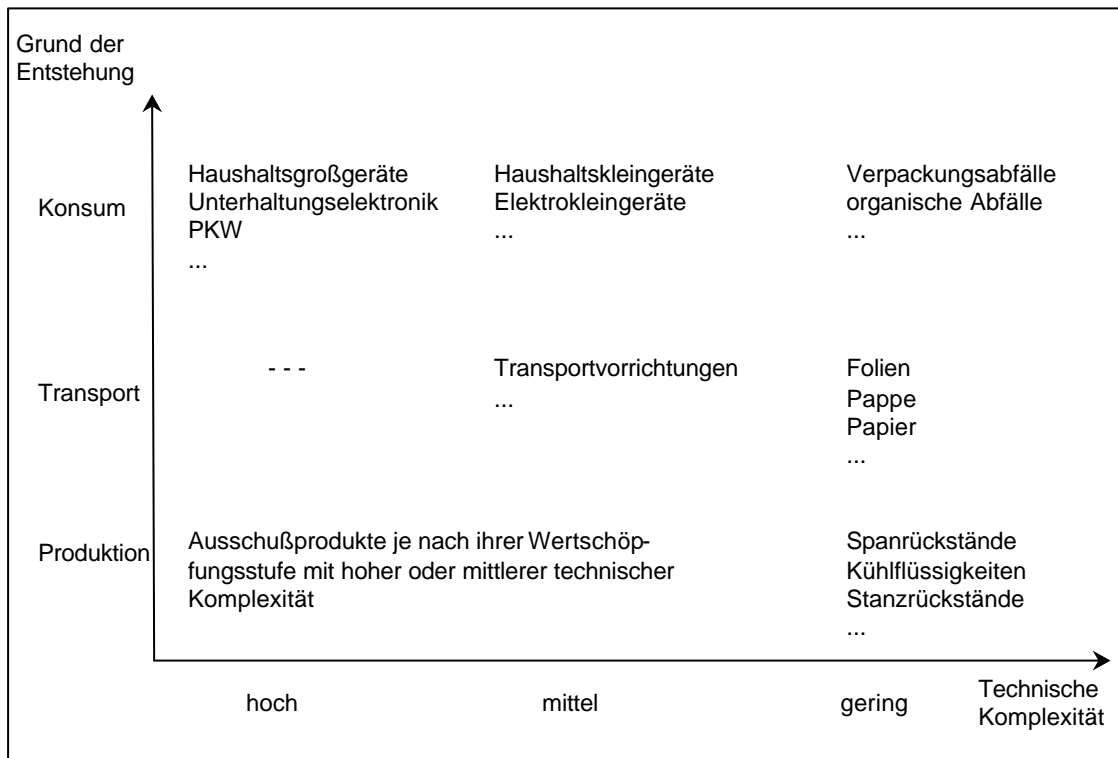 Grund der
Entstehung
Konsum
Haushaltsgroßgeräte
Unterhaltungselektronik
PKW
...
Haushaltskleingeräte
Elektrokleingeräte
...
Verpackungsabfälle
organische Abfälle
...
Transport
- - -
Transportvorrichtungen
...
Folien
Pappe
Papier
...
Produktion
Ausschußprodukte je nach ihrer Wertschöp-
fungsstufe mit hoher oder mittlerer technischer
Komplexität
Spanrückstände
Kühlflüssigkeiten
Stanzrückstände
...
hoch
mittel
gering
Technische
Komplexität